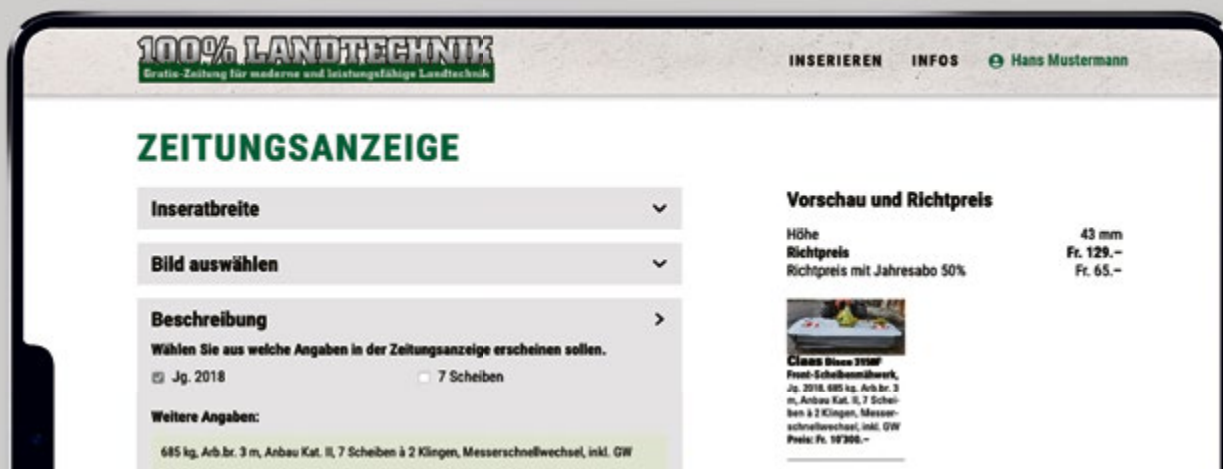 100% LANDTECHNIK
Gratis-Zeitung für moderne und leistungsfähige Landtechnik
INSERIEREN INFOS Hans Mustermann
ZEITUNGSANZEIGE
Inseratbreite
Bild auswählen
Beschreibung
Wählen Sie aus welche Angaben in der Zeitungsanzeige erscheinen sollen.
Jg. 2018 7 Scheiben
Weitere Angaben:
685 kg, Arb.br. 3 m, Anbau Kat. II, 7 Scheiben à 2 Klingen, Messerschnellwechsel, inkl. GW
Vorschau und Richtpreis
Höhe 43 mm
Richtpreis Fr. 129.–
Richtpreis mit Jahresabo 50% Fr. 65.–
Claas Disco 3150F
Front-Scheibenmähwerk,
Jg. 2018, 685 kg, Arb.br. 3
m, Anbau Kat. II, 7 Schei-
ben à 2 Klingen, Messer-
schnellwechsel, inkl. GW
Preis: Fr. 10'300.–